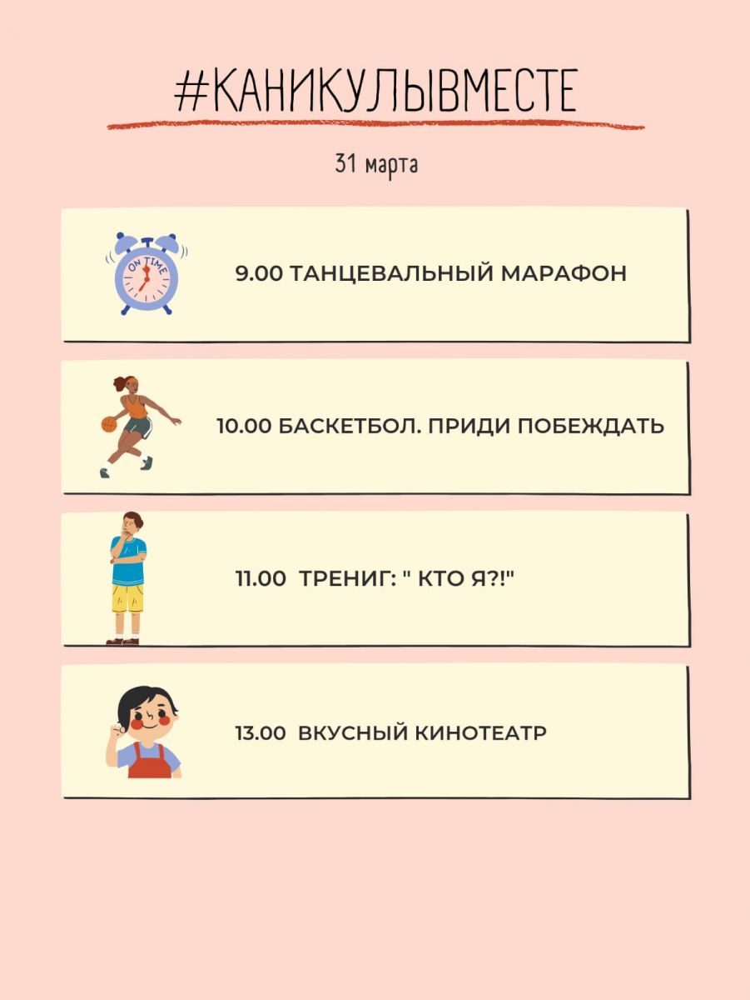 #КАНИКУЛЫВМЕСТЕ
31 марта
ON TIME
9.00 ТАНЦЕВАЛЬНЫЙ МАРАФОН
10.00 БАСКЕТБОЛ. ПРИДИ ПОБЕЖДАТЬ
11.00 ТРЕНИГ: " КТО Я?!"
13.00 ВКУСНЫЙ КИНОТЕАТР